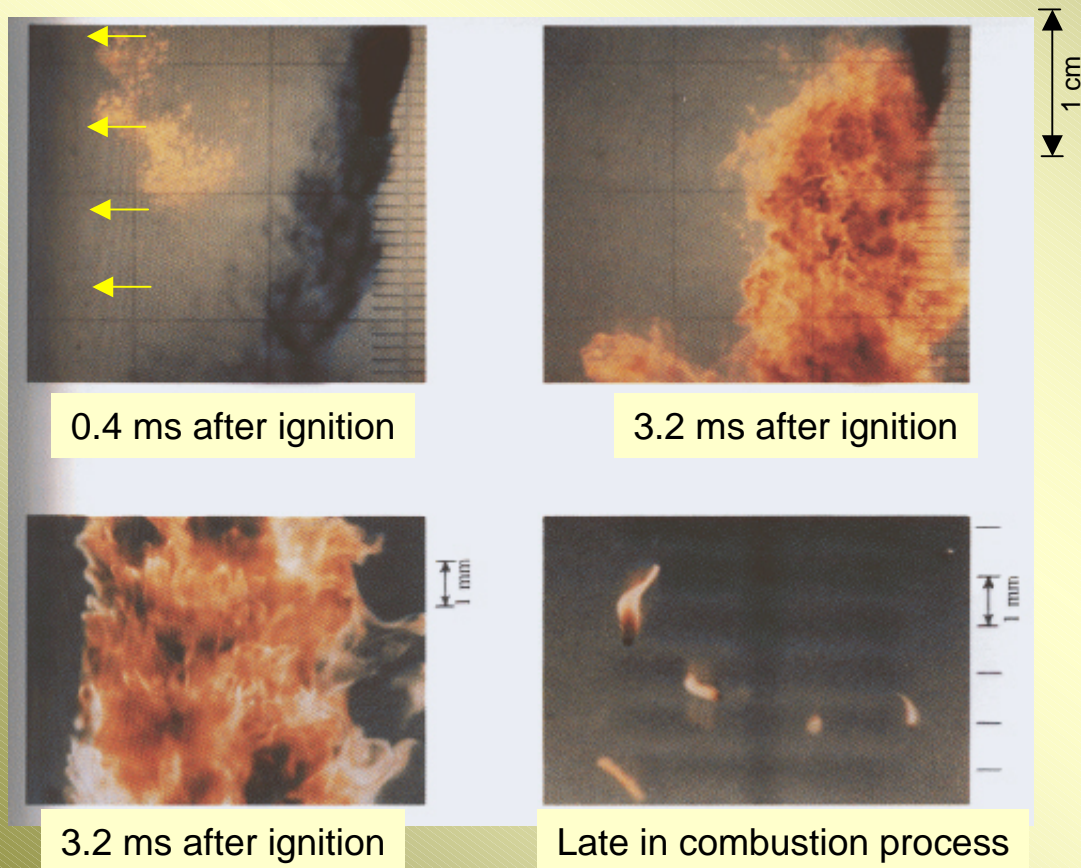 1 cm
0.4 ms after ignition
3.2 ms after ignition
1 mm
1 mm
3.2 ms after ignition
Late in combustion process